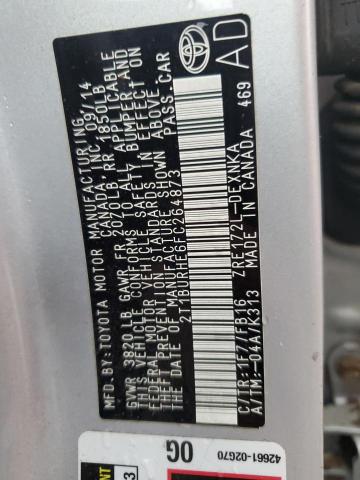 MFD.BY:TOYOTA MOTOR MANUFACTURING
CANADA, INC. 09/14
GVWR 3820LB GAWR FR 2070LB RR 1850LB
THIS VEHICLE CONFORMS TO ALL APPLICABLE
FEDERAL MOTOR VEHICLE SAFETY, BUMPER AND
THEFT PREVENTION STANDARDS IN EFFECT ON
THE DATE OF MANUFACTURE SHOWN ABOVE.
2T1BURHE6FC264873 PASS.CAR
C/TR:1F7/FB16 ZRE172L-DEXNKA
A/TM:-04A/K313 MADE IN CANADA 469
TOYOTA
AD
42661-02G70
0G